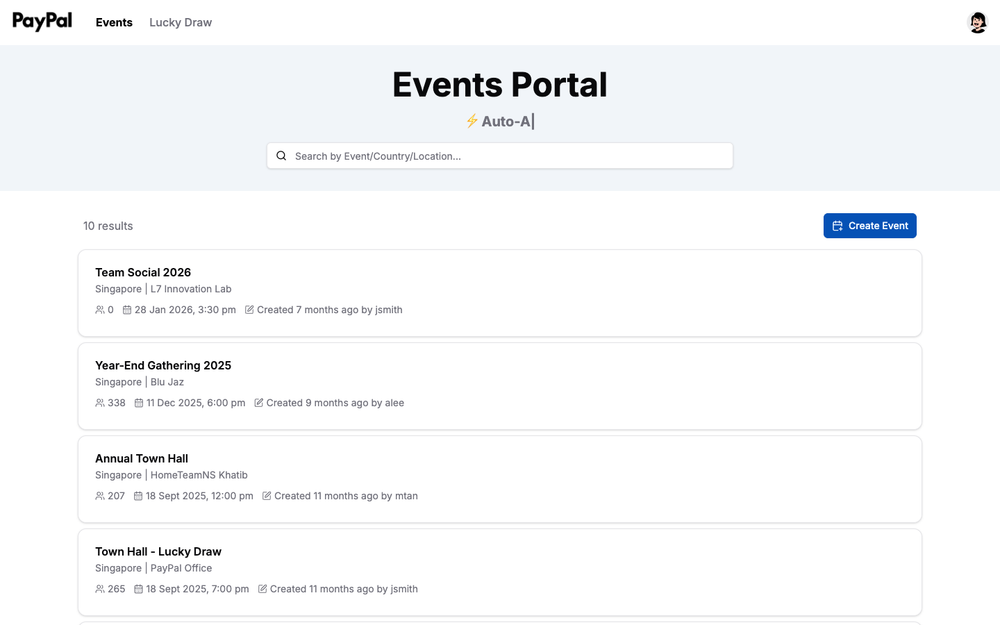 PayPal Events Lucky Draw
Events Portal
⚡ Auto-A|
Search by Event/Country/Location...
10 results
Create Event
Team Social 2026
Singapore | L7 Innovation Lab
0 28 Jan 2026, 3:30 pm Created 7 months ago by jsmith
Year-End Gathering 2025
Singapore | Blu Jaz
338 11 Dec 2025, 6:00 pm Created 9 months ago by alee
Annual Town Hall
Singapore | HomeTeamNS Khatib
207 18 Sept 2025, 12:00 pm Created 11 months ago by mtan
Town Hall - Lucky Draw
Singapore | PayPal Office
265 18 Sept 2025, 7:00 pm Created 11 months ago by jsmith